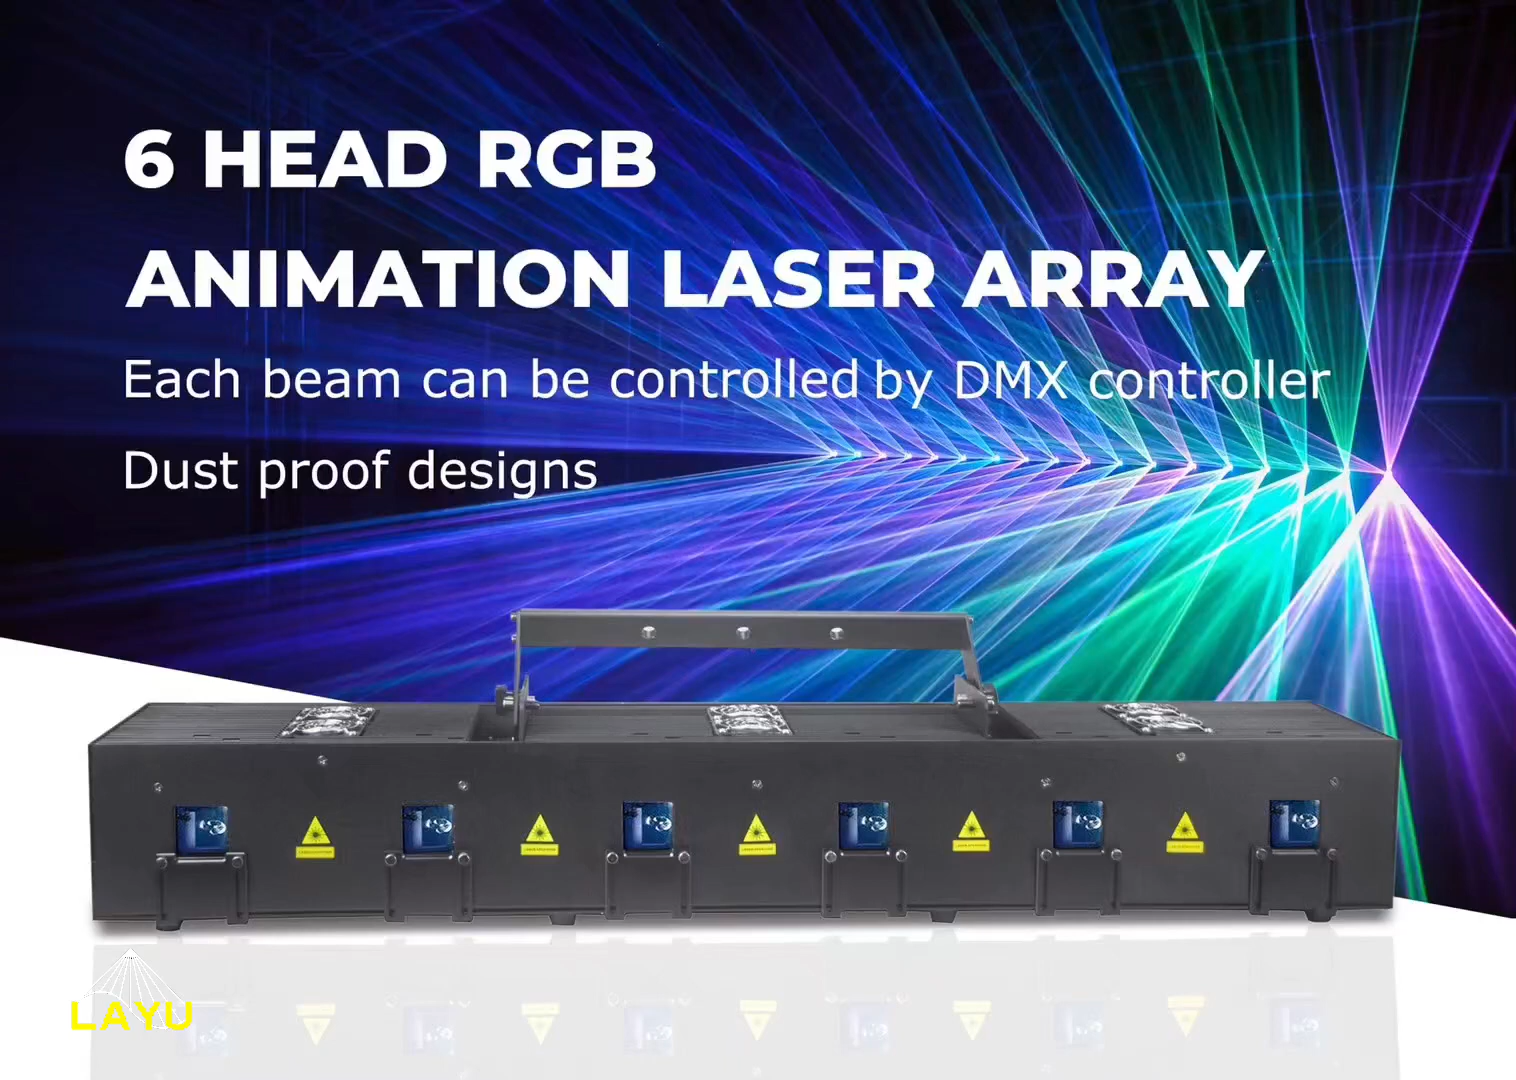 6 HEAD RGB
ANIMATION LASER ARRAY
Each beam can be controlled by DMX controller
Dust proof designs
LAYU